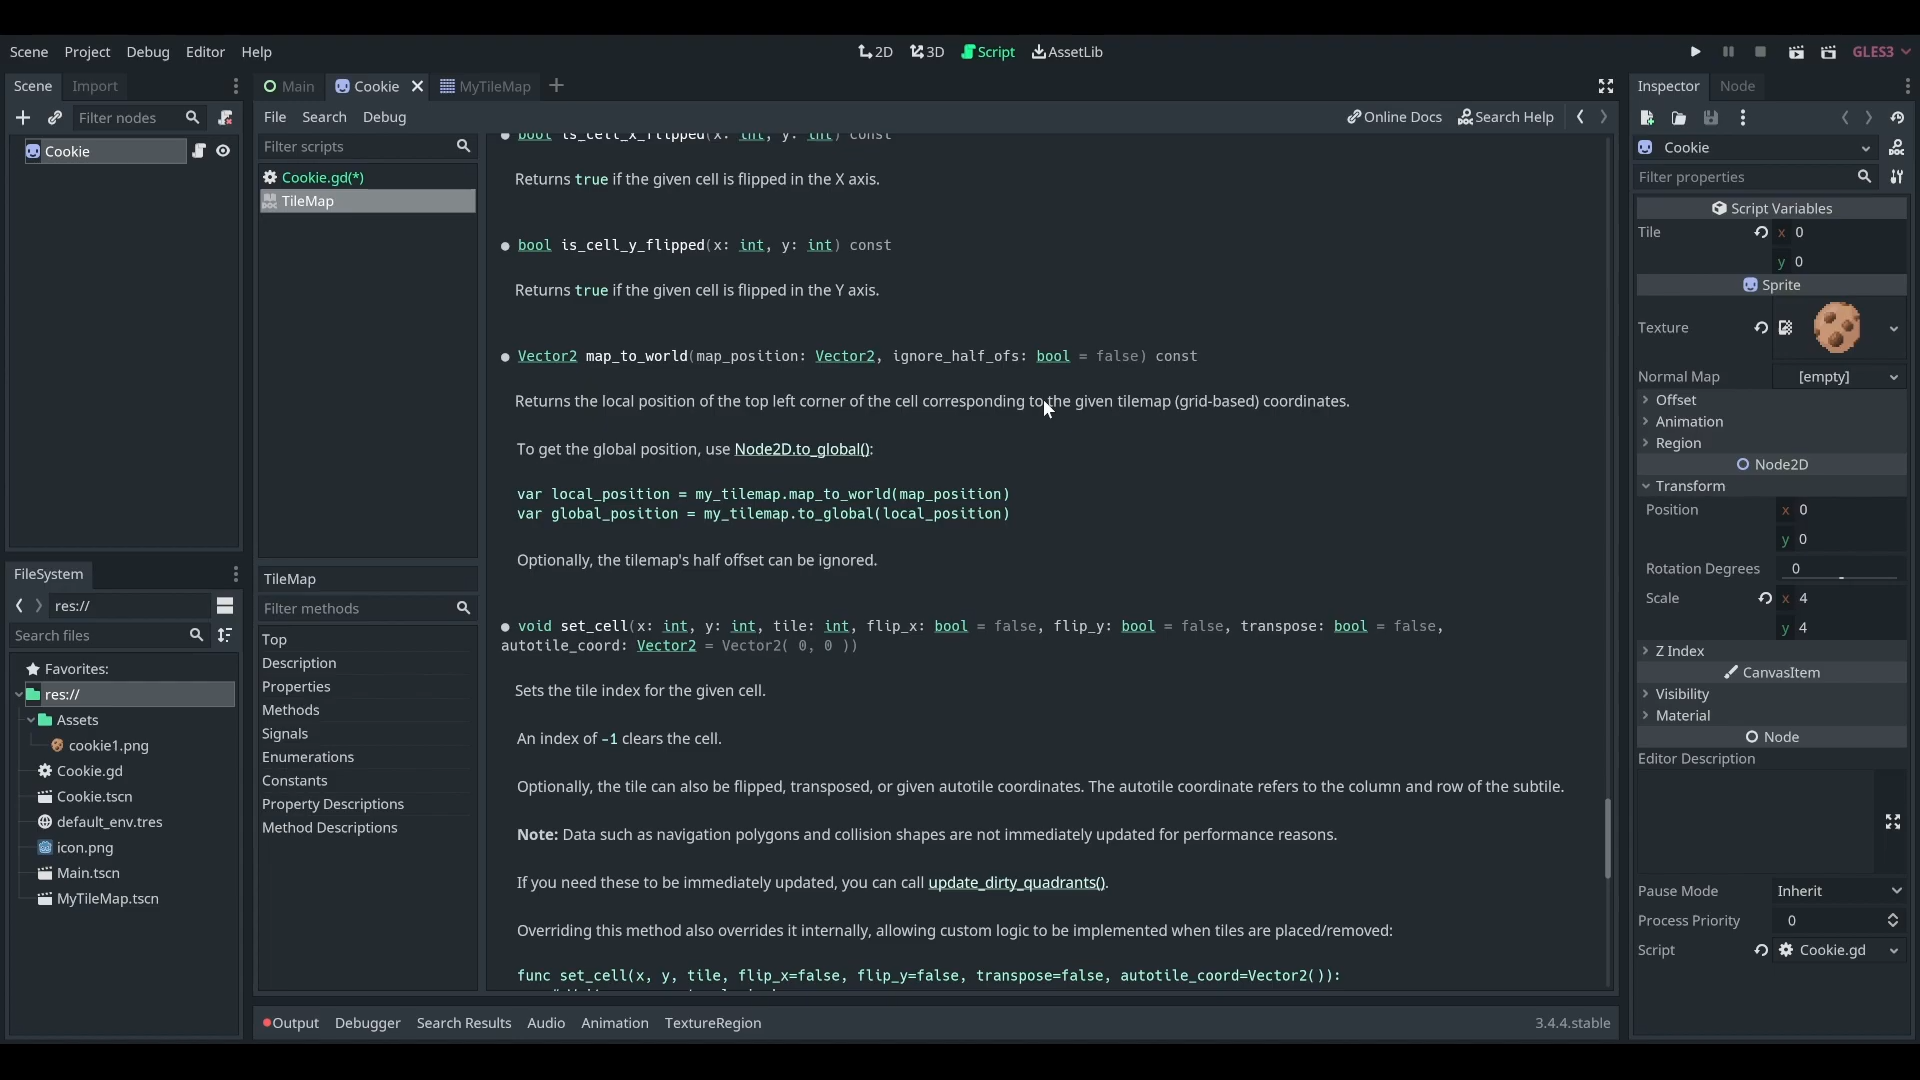 Scene Project Debug Editor Help
2D 3D Script AssetLib
GLES3
Scene Import
Filter nodes
Cookie
FileSystem
res://
Search files
Favorites:
res://
Assets
cookie1.png
Cookie.gd
Cookie.tscn
default_env.tres
icon.png
Main.tscn
MyTileMap.tscn
Main Cookie MyTileMap
File Search Debug
Online Docs Search Help
Filter scripts
Cookie.gd(*)
TileMap
TileMap
Filter methods
Top
Description
Properties
Methods
Signals
Enumerations
Constants
Property Descriptions
Method Descriptions
bool is_cell_x_flipped(x: int, y: int) const
Returns true if the given cell is flipped in the X axis.
bool is_cell_y_flipped(x: int, y: int) const
Returns true if the given cell is flipped in the Y axis.
Vector2 map_to_world(map_position: Vector2, ignore_half_ofs: bool = false) const
Returns the local position of the top left corner of the cell corresponding to the given tilemap (grid-based) coordinates.
To get the global position, use Node2D.to_global():
var local_position = my_tilemap.map_to_world(map_position)
var global_position = my_tilemap.to_global(local_position)
Optionally, the tilemap's half offset can be ignored.
void set_cell(x: int, y: int, tile: int, flip_x: bool = false, flip_y: bool = false, transpose: bool = false,
autotile_coord: Vector2 = Vector2( 0, 0 ))
Sets the tile index for the given cell.
An index of -1 clears the cell.
Optionally, the tile can also be flipped, transposed, or given autotile coordinates. The autotile coordinate refers to the column and row of the subtile.
Note: Data such as navigation polygons and collision shapes are not immediately updated for performance reasons.
If you need these to be immediately updated, you can call update_dirty_quadrants().
Overriding this method also overrides it internally, allowing custom logic to be implemented when tiles are placed/removed:
func set_cell(x, y, tile, flip_x=false, flip_y=false, transpose=false, autotile_coord=Vector2()):
Output Debugger Search Results Audio Animation TextureRegion
3.4.4.stable
Inspector Node
Cookie
Filter properties
Script Variables
Tile x 0
y 0
Sprite
Texture
Normal Map [empty]
Offset
Animation
Region
Node2D
Transform
Position x 0
y 0
Rotation Degrees 0
Scale x 4
y 4
Z Index
CanvasItem
Visibility
Material
Node
Editor Description
Pause Mode Inherit
Process Priority 0
Script Cookie.gd